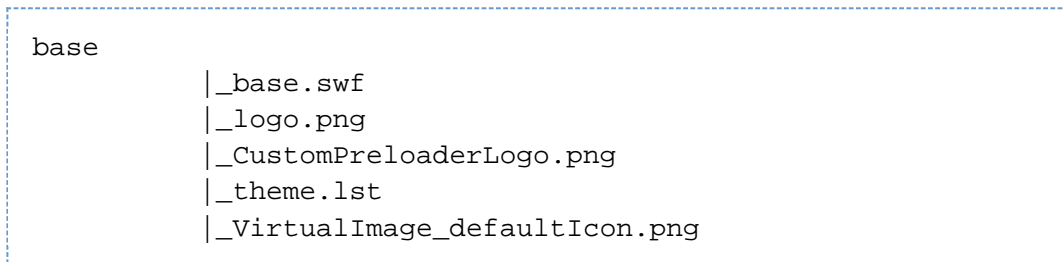 base
|_base.swf
|_logo.png
|_CustomPreloaderLogo.png
|_theme.lst
|_VirtualImage_defaultIcon.png